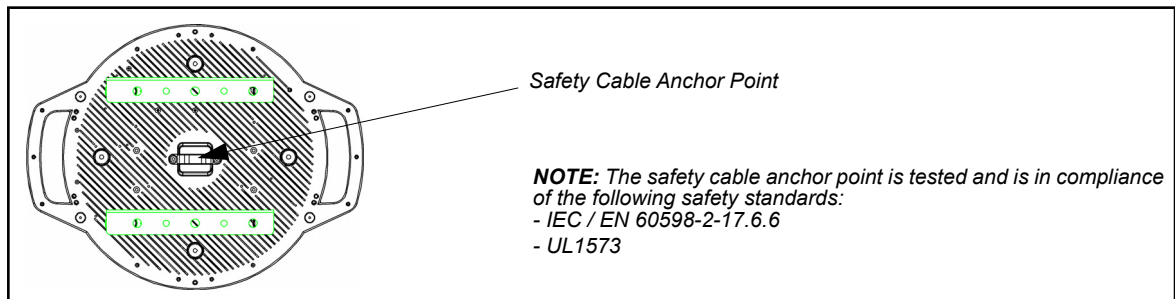 Safety Cable Anchor Point
NOTE: The safety cable anchor point is tested and is in compliance
of the following safety standards:
- IEC / EN 60598-2-17.6.6
- UL1573